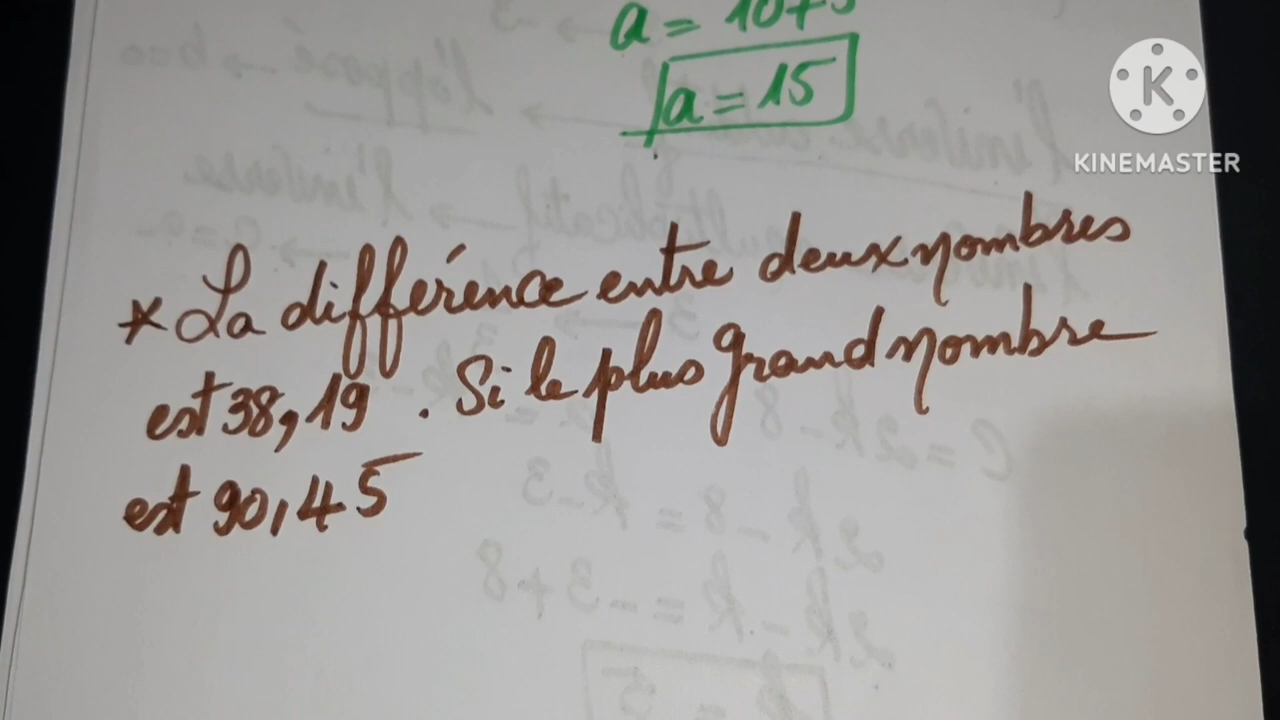 a = 10+5
a = 15
K
KINEMASTER
* La différence entre deux nombres
est 38,19. Si le plus grand nombre
est 90,45